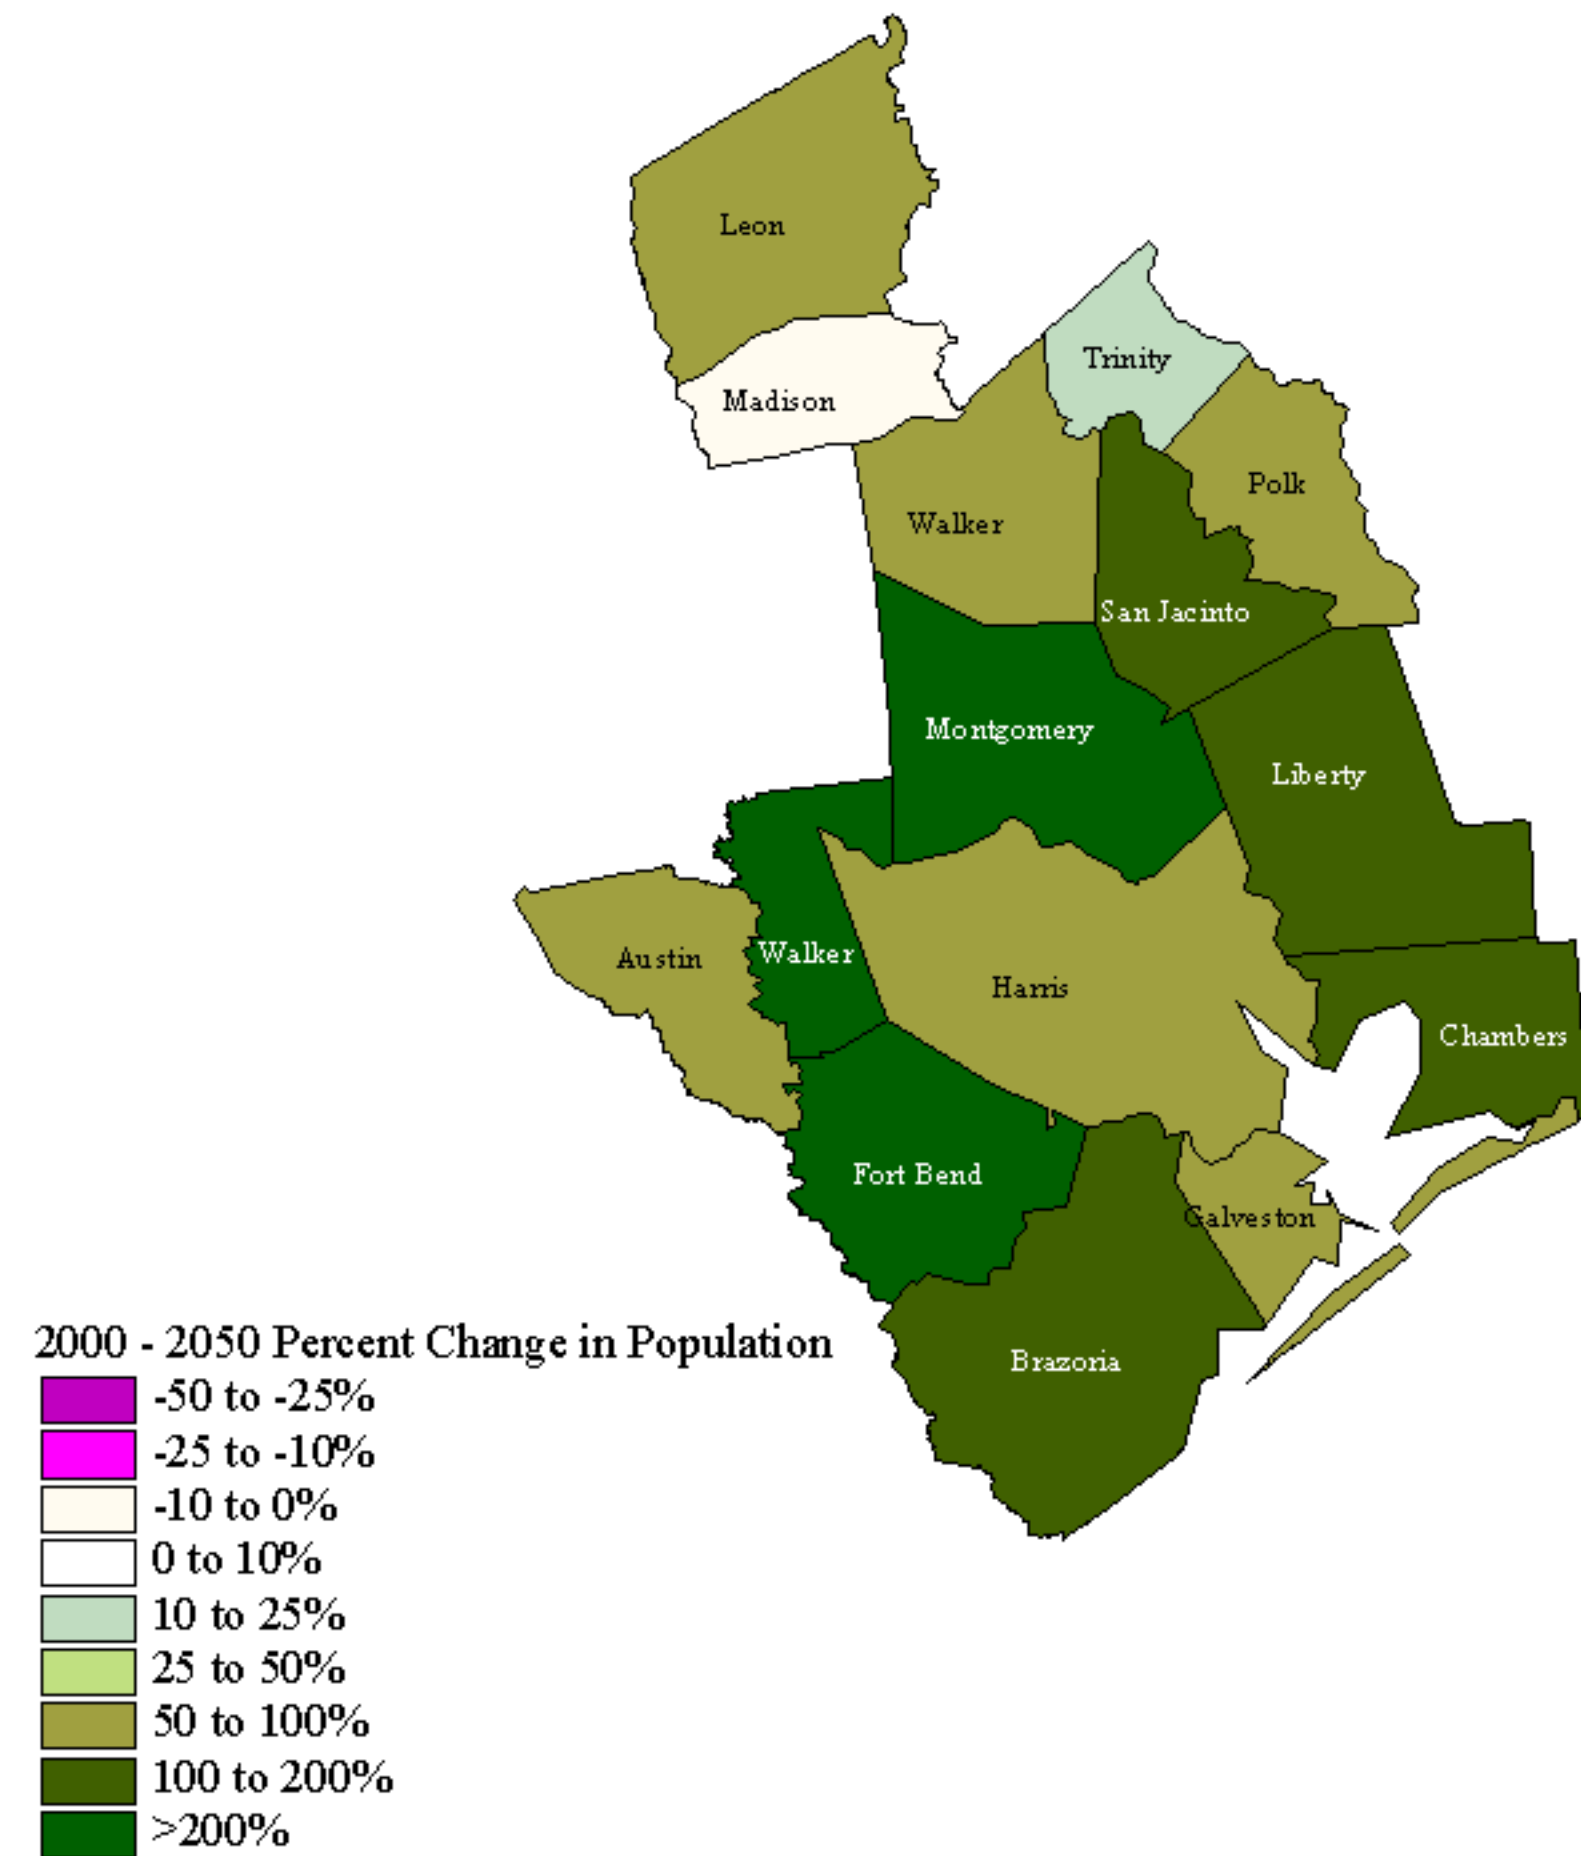 Leon
Trinity
Madison
Polk
Walker
San Jacinto
Montgomery
Liberty
Walker
Austin
Harris
Chambers
Fort Bend
Galveston
Brazoria
2000 - 2050 Percent Change in Population
-50 to -25%
-25 to -10%
-10 to 0%
0 to 10%
10 to 25%
25 to 50%
50 to 100%
100 to 200%
>200%